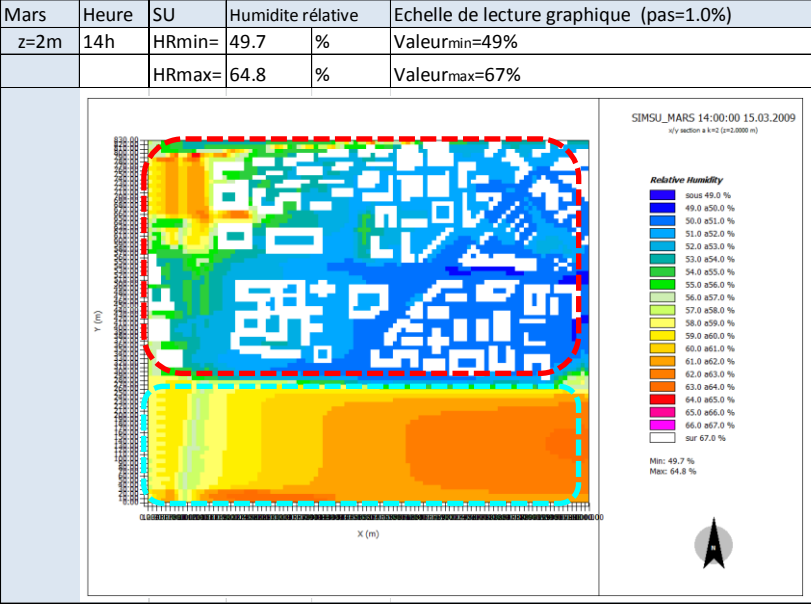 Mars Heure SU Humidite rélative Echelle de lecture graphique (pas=1.0%)
z=2m 14h HRmin= 49.7 % Valeurmin=49%
HRmax= 64.8 % Valeurmax=67%
SIMSU_MARS 14:00:00 15.03.2009
x/y section a k=2 (z=2.0000 m)
Relative Humidity
sous 49.0 %
49.0 a50.0 %
50.0 a51.0 %
51.0 a52.0 %
52.0 a53.0 %
53.0 a54.0 %
54.0 a55.0 %
55.0 a56.0 %
56.0 a57.0 %
57.0 a58.0 %
58.0 a59.0 %
59.0 a60.0 %
60.0 a61.0 %
61.0 a62.0 %
62.0 a63.0 %
63.0 a64.0 %
64.0 a65.0 %
65.0 a66.0 %
66.0 a67.0 %
sur 67.0 %
Min: 49.7 %
Max: 64.8 %
Y (m)
X (m)